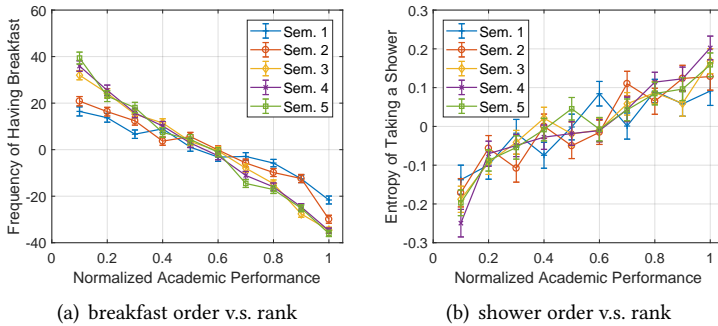 60
40
20
0
-20
-40
0
0.2
0.4
0.6
0.8
1
Frequency of Having Breakfast
Normalized Academic Performance
Sem. 1
Sem. 2
Sem. 3
Sem. 4
Sem. 5
(a) breakfast order v.s. rank
0.3
0.2
0.1
0
-0.1
-0.2
-0.3
0
0.2
0.4
0.6
0.8
1
Entropy of Taking a Shower
Normalized Academic Performance
Sem. 1
Sem. 2
Sem. 3
Sem. 4
Sem. 5
(b) shower order v.s. rank